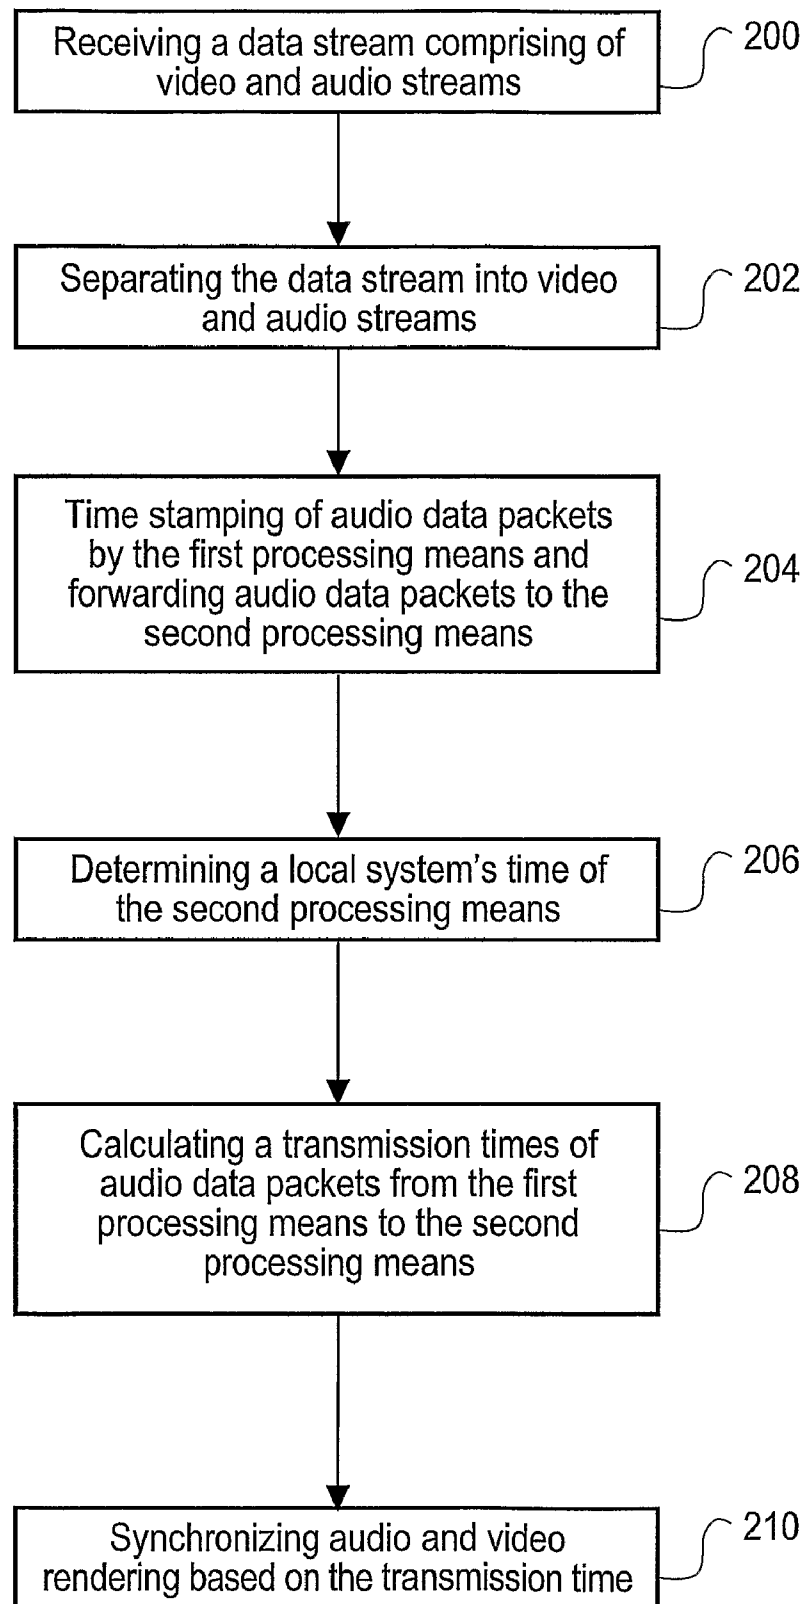 Receiving a data stream comprising of
video and audio streams
200
Separating the data stream into video
and audio streams
202
Time stamping of audio data packets
by the first processing means and
forwarding audio data packets to the
second processing means
204
Determining a local system's time of
the second processing means
206
Calculating a transmission times of
audio data packets from the first
processing means to the second
processing means
208
Synchronizing audio and video
rendering based on the transmission time
210